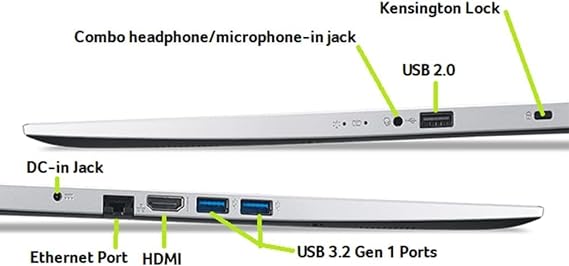 Kensington Lock
Combo headphone/microphone-in jack
USB 2.0
DC-in Jack
Ethernet Port
HDMI
USB 3.2 Gen 1 Ports